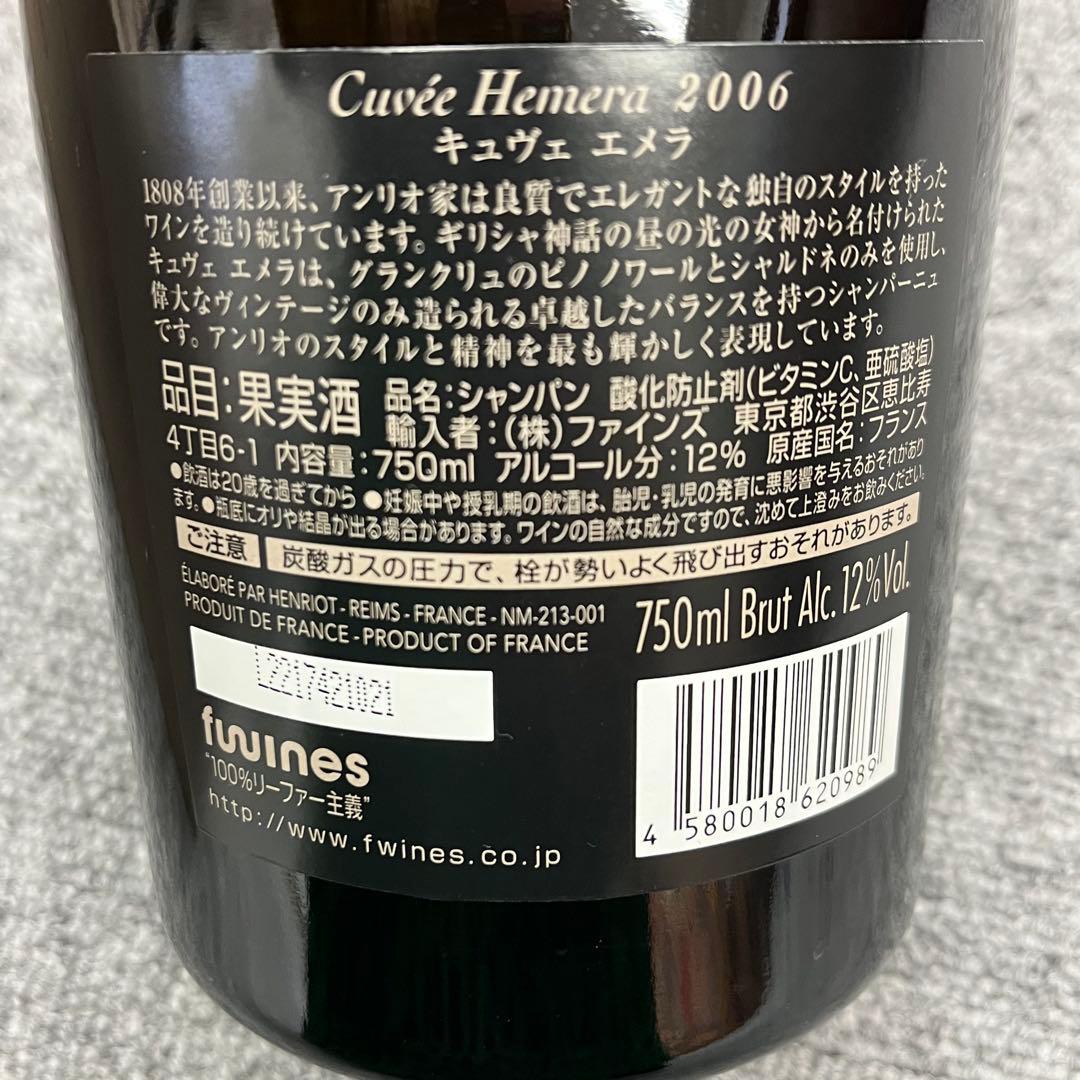 Cuvée Hemera 2006
キュヴェ エメラ
1808年創業以来、アンリオ家は良質でエレガントな独自のスタイルを持った
ワインを造り続けています。ギリシャ神話の昼の光の女神から名付けられた
キュヴェ エメラは、グランクリュのピノ ノワールとシャルドネのみを使用し、
偉大なヴィンテージのみ造られる卓越したバランスを持つシャンパーニュ
です。アンリオのスタイルと精神を最も輝かしく表現しています。
品目:果実酒 品名:シャンパン 酸化防止剤(ビタミンC、亜硫酸塩)
輸入者:(株)ファインズ 東京都渋谷区恵比寿
4丁目6-1 内容量:750ml アルコール分:12% 原産国名:フランス
●飲酒は20歳を過ぎてから ●妊娠中や授乳期の飲酒は、胎児・乳児の発育に悪影響を与えるおそれがあり
ます。●瓶底にオリや結晶が出る場合があります。ワインの自然な成分ですので、沈めて上澄みをお飲みください。
ご注意 炭酸ガスの圧力で、栓が勢いよく飛び出すおそれがあります。
ÉLABORÉ PAR HENRIOT - REIMS - FRANCE - NM-213-001
PRODUIT DE FRANCE - PRODUCT OF FRANCE
750ml Brut Alc. 12%Vol.
L2217421021
fwines
"100%リーファー主義"
http://www.fwines.co.jp
4 580018 620989